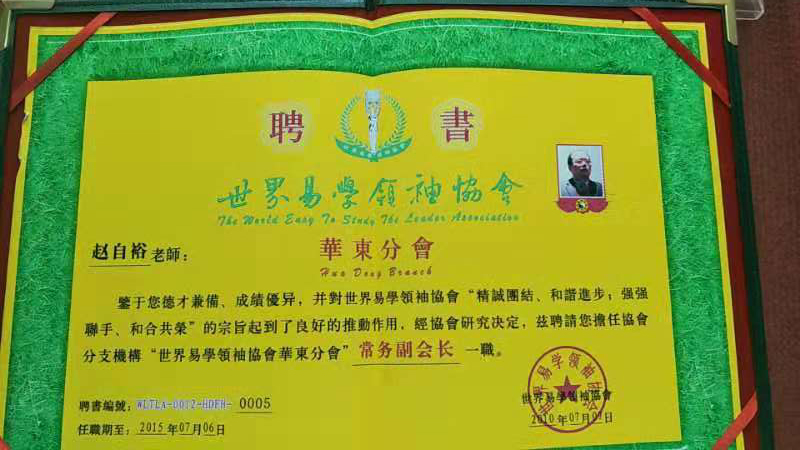 聘 書
世界易學領袖協會
The World Easy To Study The Leader Association
華東分會
Hua Dong Branch
赵自裕老師：
鉴于您德才兼備、成績優异，并對世界易學領袖協會“精誠團結、和諧進步；强强
聯手、和合共榮”的宗旨起到了良好的推動作用，經協會研究决定，兹聘請您擔任協會
分支機構“世界易學領袖協會華東分會”常务副会长 一職。
聘書編號：WLTLA-0012-HDFH-0005
任職期至：2015年07月06日
世界易學領袖協會
2010年07月07日